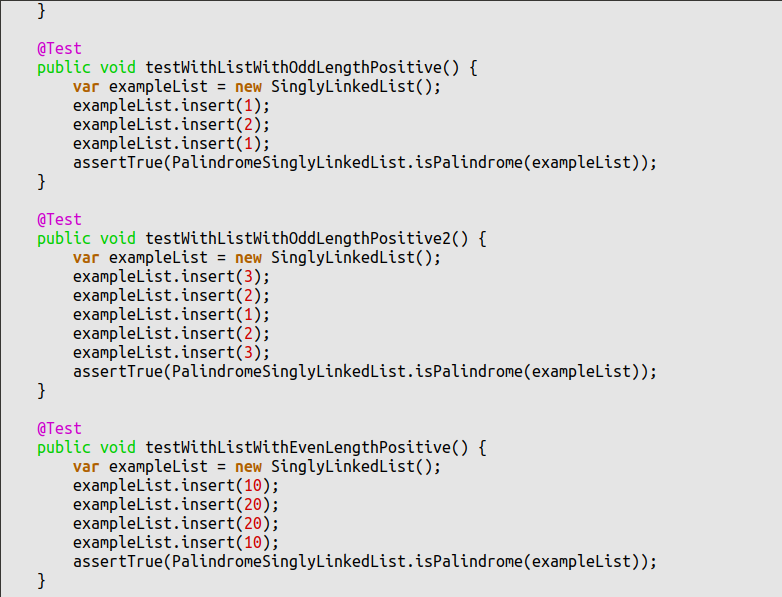 }
@Test
public void testWithListWithOddLengthPositive() {
var exampleList = new SinglyLinkedList();
exampleList.insert(1);
exampleList.insert(2);
exampleList.insert(1);
assertTrue(PalindromeSinglyLinkedList.isPalindrome(exampleList));
}
@Test
public void testWithListWithOddLengthPositive2() {
var exampleList = new SinglyLinkedList();
exampleList.insert(3);
exampleList.insert(2);
exampleList.insert(1);
exampleList.insert(2);
exampleList.insert(3);
assertTrue(PalindromeSinglyLinkedList.isPalindrome(exampleList));
}
@Test
public void testWithListWithEvenLengthPositive() {
var exampleList = new SinglyLinkedList();
exampleList.insert(10);
exampleList.insert(20);
exampleList.insert(20);
exampleList.insert(10);
assertTrue(PalindromeSinglyLinkedList.isPalindrome(exampleList));
}